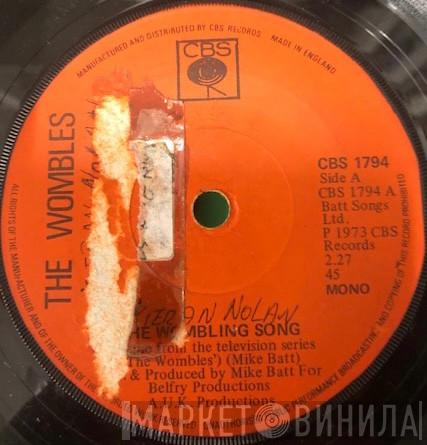 MANUFACTURED AND DISTRIBUTED BY CBS RECORDS MADE IN ENGLAND
CBS
THE WOMBLES
CBS 1794
Side A
CBS 1794 A
Batt Songs
Ltd.
P 1973 CBS
Records
2.27
45
MONO
NOLAN
WOMBLING SONG
from the television series
The Wombles') (Mike Batt)
& Produced by Mike Batt For
Belfry Productions
A U.K. Productions
ALL RIGHTS OF THE MANUFACTURER AND OF THE OWNER OF THE
BROADCASTING AND COPYING OF THIS RECORD PROHIBITED
МАРКЕТ ВИНИЛА